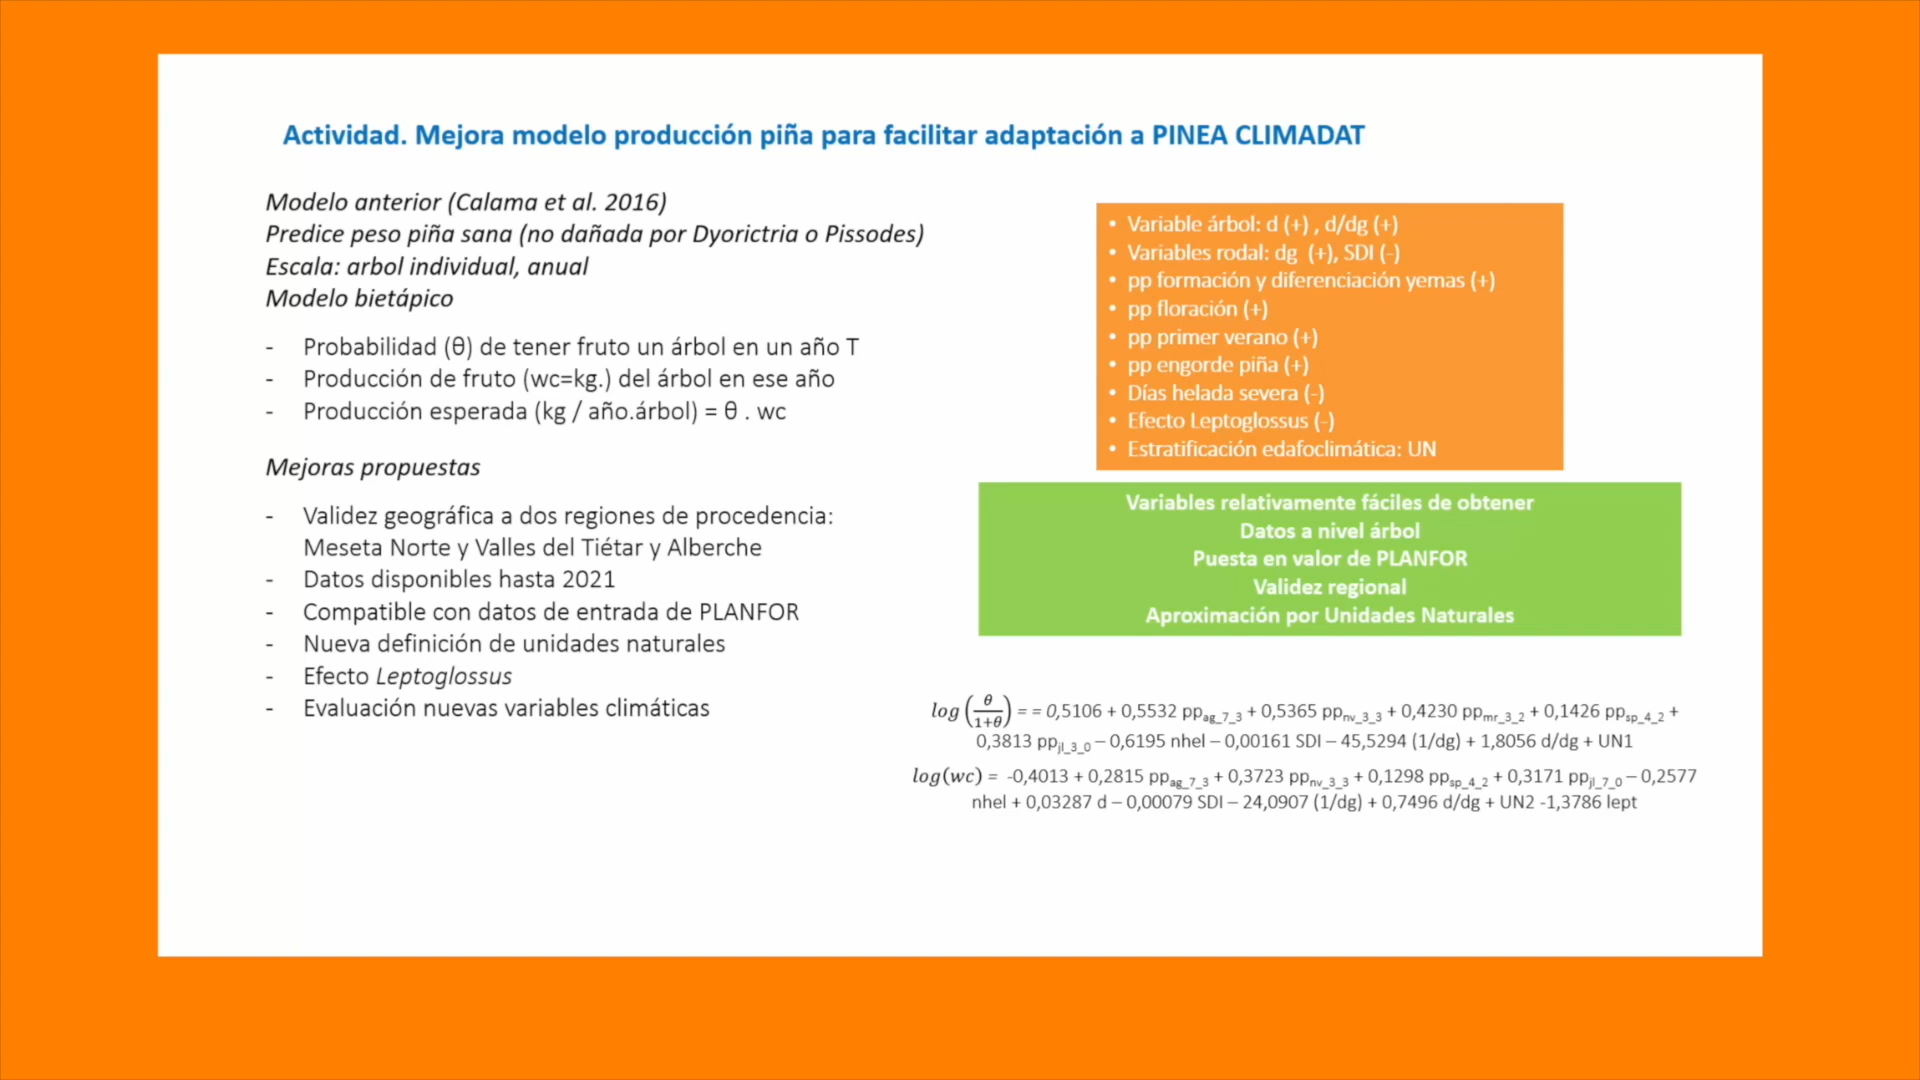 Actividad. Mejora modelo producción piña para facilitar adaptación a PINEA CLIMADAT
Modelo anterior (Calama et al. 2016)
Predice peso piña sana (no dañada por Dyorictria o Pissodes)
Escala: arbol individual, anual
Modelo bietápico
- Probabilidad (θ) de tener fruto un árbol en un año T
- Producción de fruto (wc=kg.) del árbol en ese año
- Producción esperada (kg / año.árbol) = θ . wc
Mejoras propuestas
- Validez geográfica a dos regiones de procedencia:
Meseta Norte y Valles del Tiétar y Alberche
- Datos disponibles hasta 2021
- Compatible con datos de entrada de PLANFOR
- Nueva definición de unidades naturales
- Efecto Leptoglossus
- Evaluación nuevas variables climáticas
• Variable árbol: d (+) , d/dg (+)
• Variables rodal: dg (+), SDI (-)
• pp formación y diferenciación yemas (+)
• pp floración (+)
• pp primer verano (+)
• pp engorde piña (+)
• Días helada severa (-)
• Efecto Leptoglossus (-)
• Estratificación edafoclimática: UN
Variables relativamente fáciles de obtener
Datos a nivel árbol
Puesta en valor de PLANFOR
Validez regional
Aproximación por Unidades Naturales
log (θ/1+θ) = = 0,5106 + 0,5532 pp_ag_7_3 + 0,5365 pp_nv_3_3 + 0,4230 pp_mr_3_2 + 0,1426 pp_sp_4_2 +
0,3813 pp_jl_3_0 – 0,6195 nhel – 0,00161 SDI – 45,5294 (1/dg) + 1,8056 d/dg + UN1
log(wc) = -0,4013 + 0,2815 pp_ag_7_3 + 0,3723 pp_nv_3_3 + 0,1298 pp_sp_4_2 + 0,3171 pp_jl_7_0 – 0,2577
nhel + 0,03287 d – 0,00079 SDI – 24,0907 (1/dg) + 0,7496 d/dg + UN2 -1,3786 lept